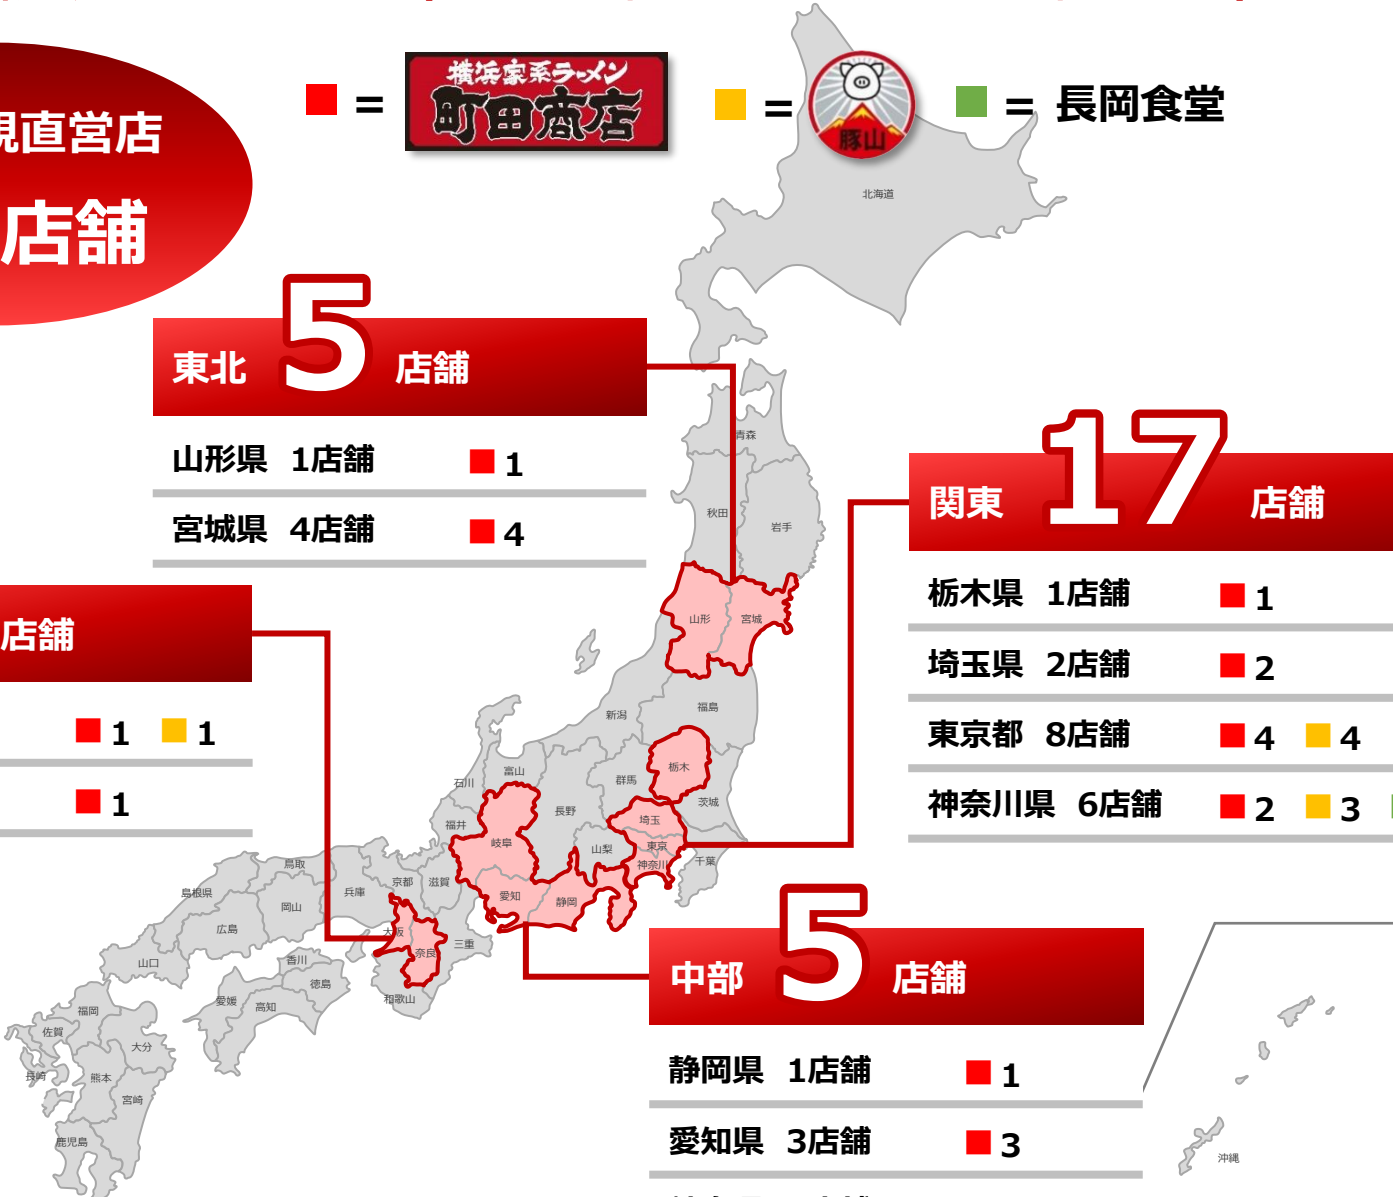 規直営店
店舗
=
横浜家系ラーメン
町田商店
=
豚山
= 長岡食堂
東北 5 店舗
山形県 1店舗 1
宮城県 4店舗 4
関東 17 店舗
栃木県 1店舗 1
埼玉県 2店舗 2
東京都 8店舗 4 4
神奈川県 6店舗 2 3
店舗
1 1
1
中部 5 店舗
静岡県 1店舗 1
愛知県 3店舗 3
北海道
青森
秋田
岩手
山形
宮城
新潟
福島
栃木
群馬
茨城
富山
石川
長野
福井
岐阜
埼玉
山梨
東京
神奈川
千葉
愛知
静岡
鳥取
島根県
岡山
兵庫
京都
滋賀
広島
大阪
奈良
三重
山口
香川
徳島
和歌山
愛媛
高知
福岡
佐賀
大分
長崎
熊本
宮崎
鹿児島
沖縄